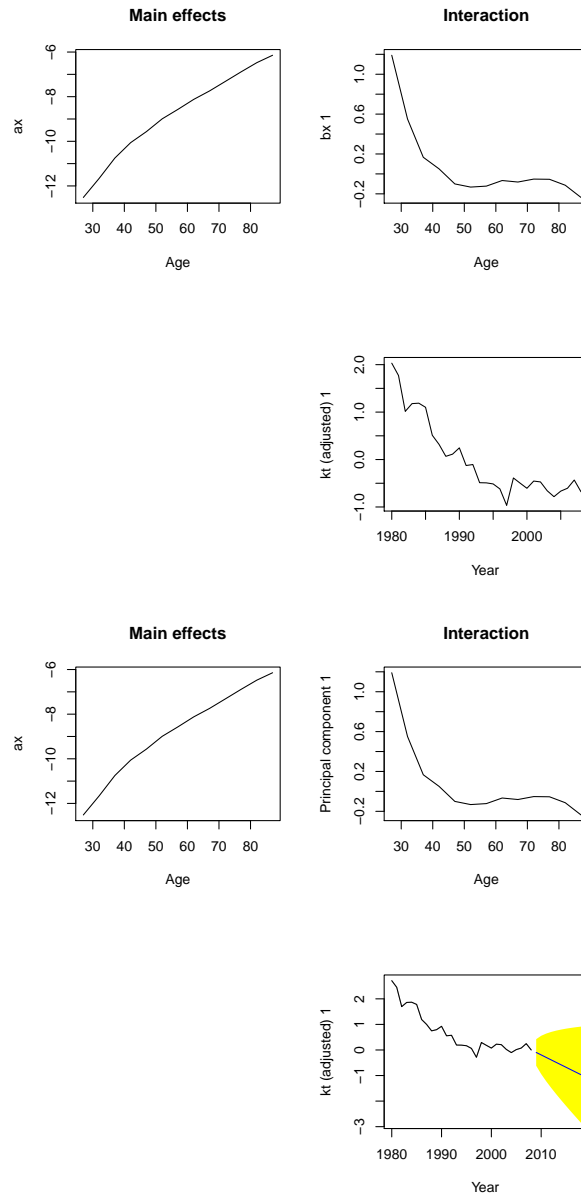 Main effects
Interaction
ax
−6
−8
−10
−12
30 40 50 60 70 80
Age
bx 1
1.0
0.6
0.2
−0.2
30 40 50 60 70 80
Age
kt (adjusted) 1
2.0
1.0
0.0
−1.0
1980 1990 2000
Year
Main effects
Interaction
ax
−6
−8
−10
−12
30 40 50 60 70 80
Age
Principal component 1
1.0
0.6
0.2
−0.2
30 40 50 60 70 80
Age
kt (adjusted) 1
2
1
0
−1
−3
1980 1990 2000 2010
Year